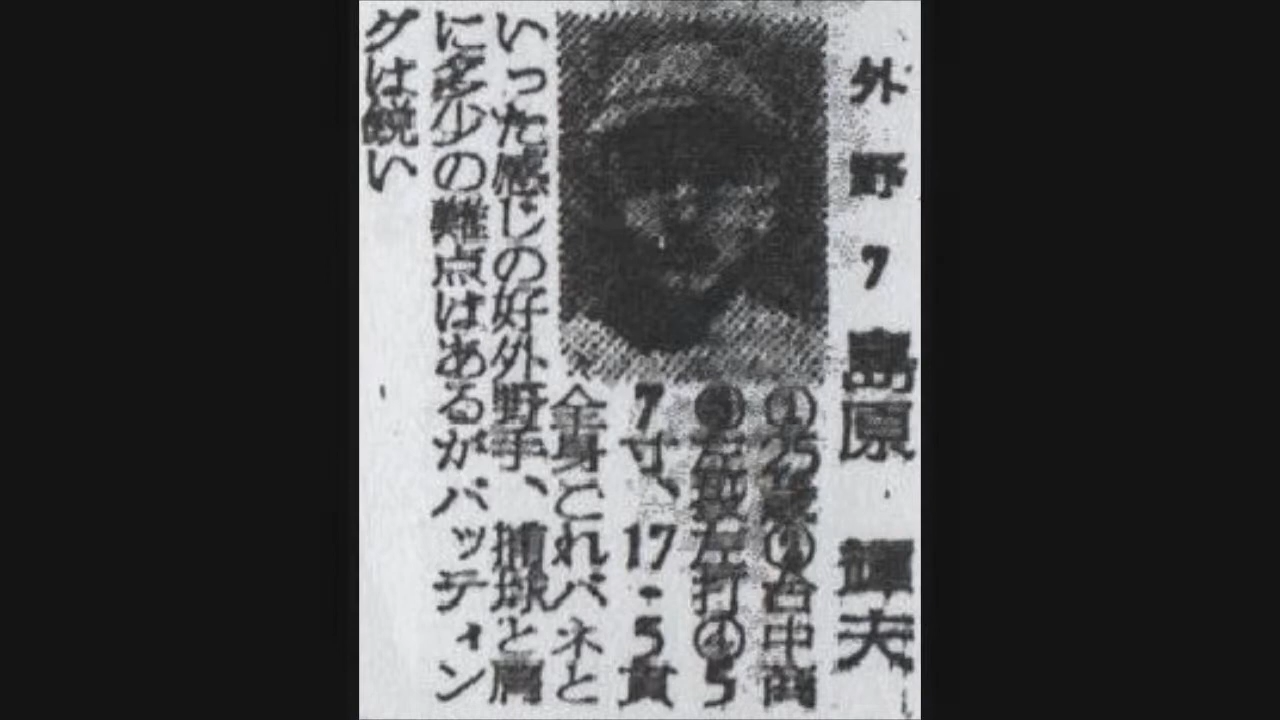 外野 7 島原 輝夫
①25歳②台中商
③左投左打④5
7寸、17・5貫
全身これバネと
いった感じの好外野手、捕球と肩
に多少の難点はあるがバッティン
グは鋭い